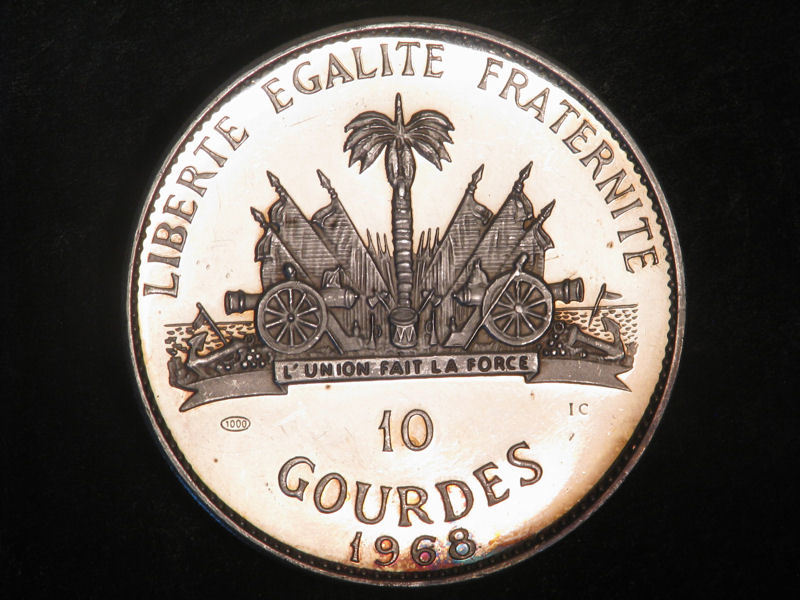 LIBERTE EGALITE FRATERNITE
L'UNION FAIT LA FORCE
1000
10
IC
GOURDES
1968